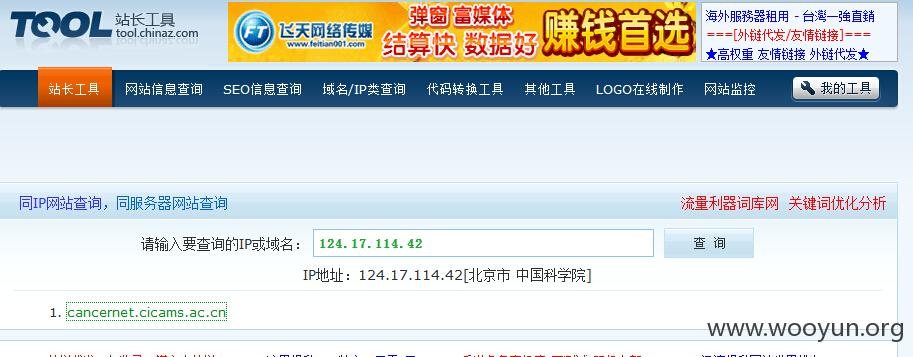 TOOL 站长工具
tool.chinaz.com
FT 飞天网络传媒
www.feitian001.com
弹窗 富媒体
结算快 数据好
赚钱首选
海外服務器租用 - 台灣一強直銷
===[外链代发/友情链接]===
★高权重 友情链接 外链代发★
站长工具 网站信息查询 SEO信息查询 域名/IP类查询 代码转换工具 其他工具 LOGO在线制作 网站监控 我的工具
同IP网站查询，同服务器网站查询 流量利器词库网 关键词优化分析
请输入要查询的IP或域名： 124.17.114.42 查 询
IP地址：124.17.114.42[北京市 中国科学院]
1. cancernet.cicams.ac.cn
www.wooyun.org